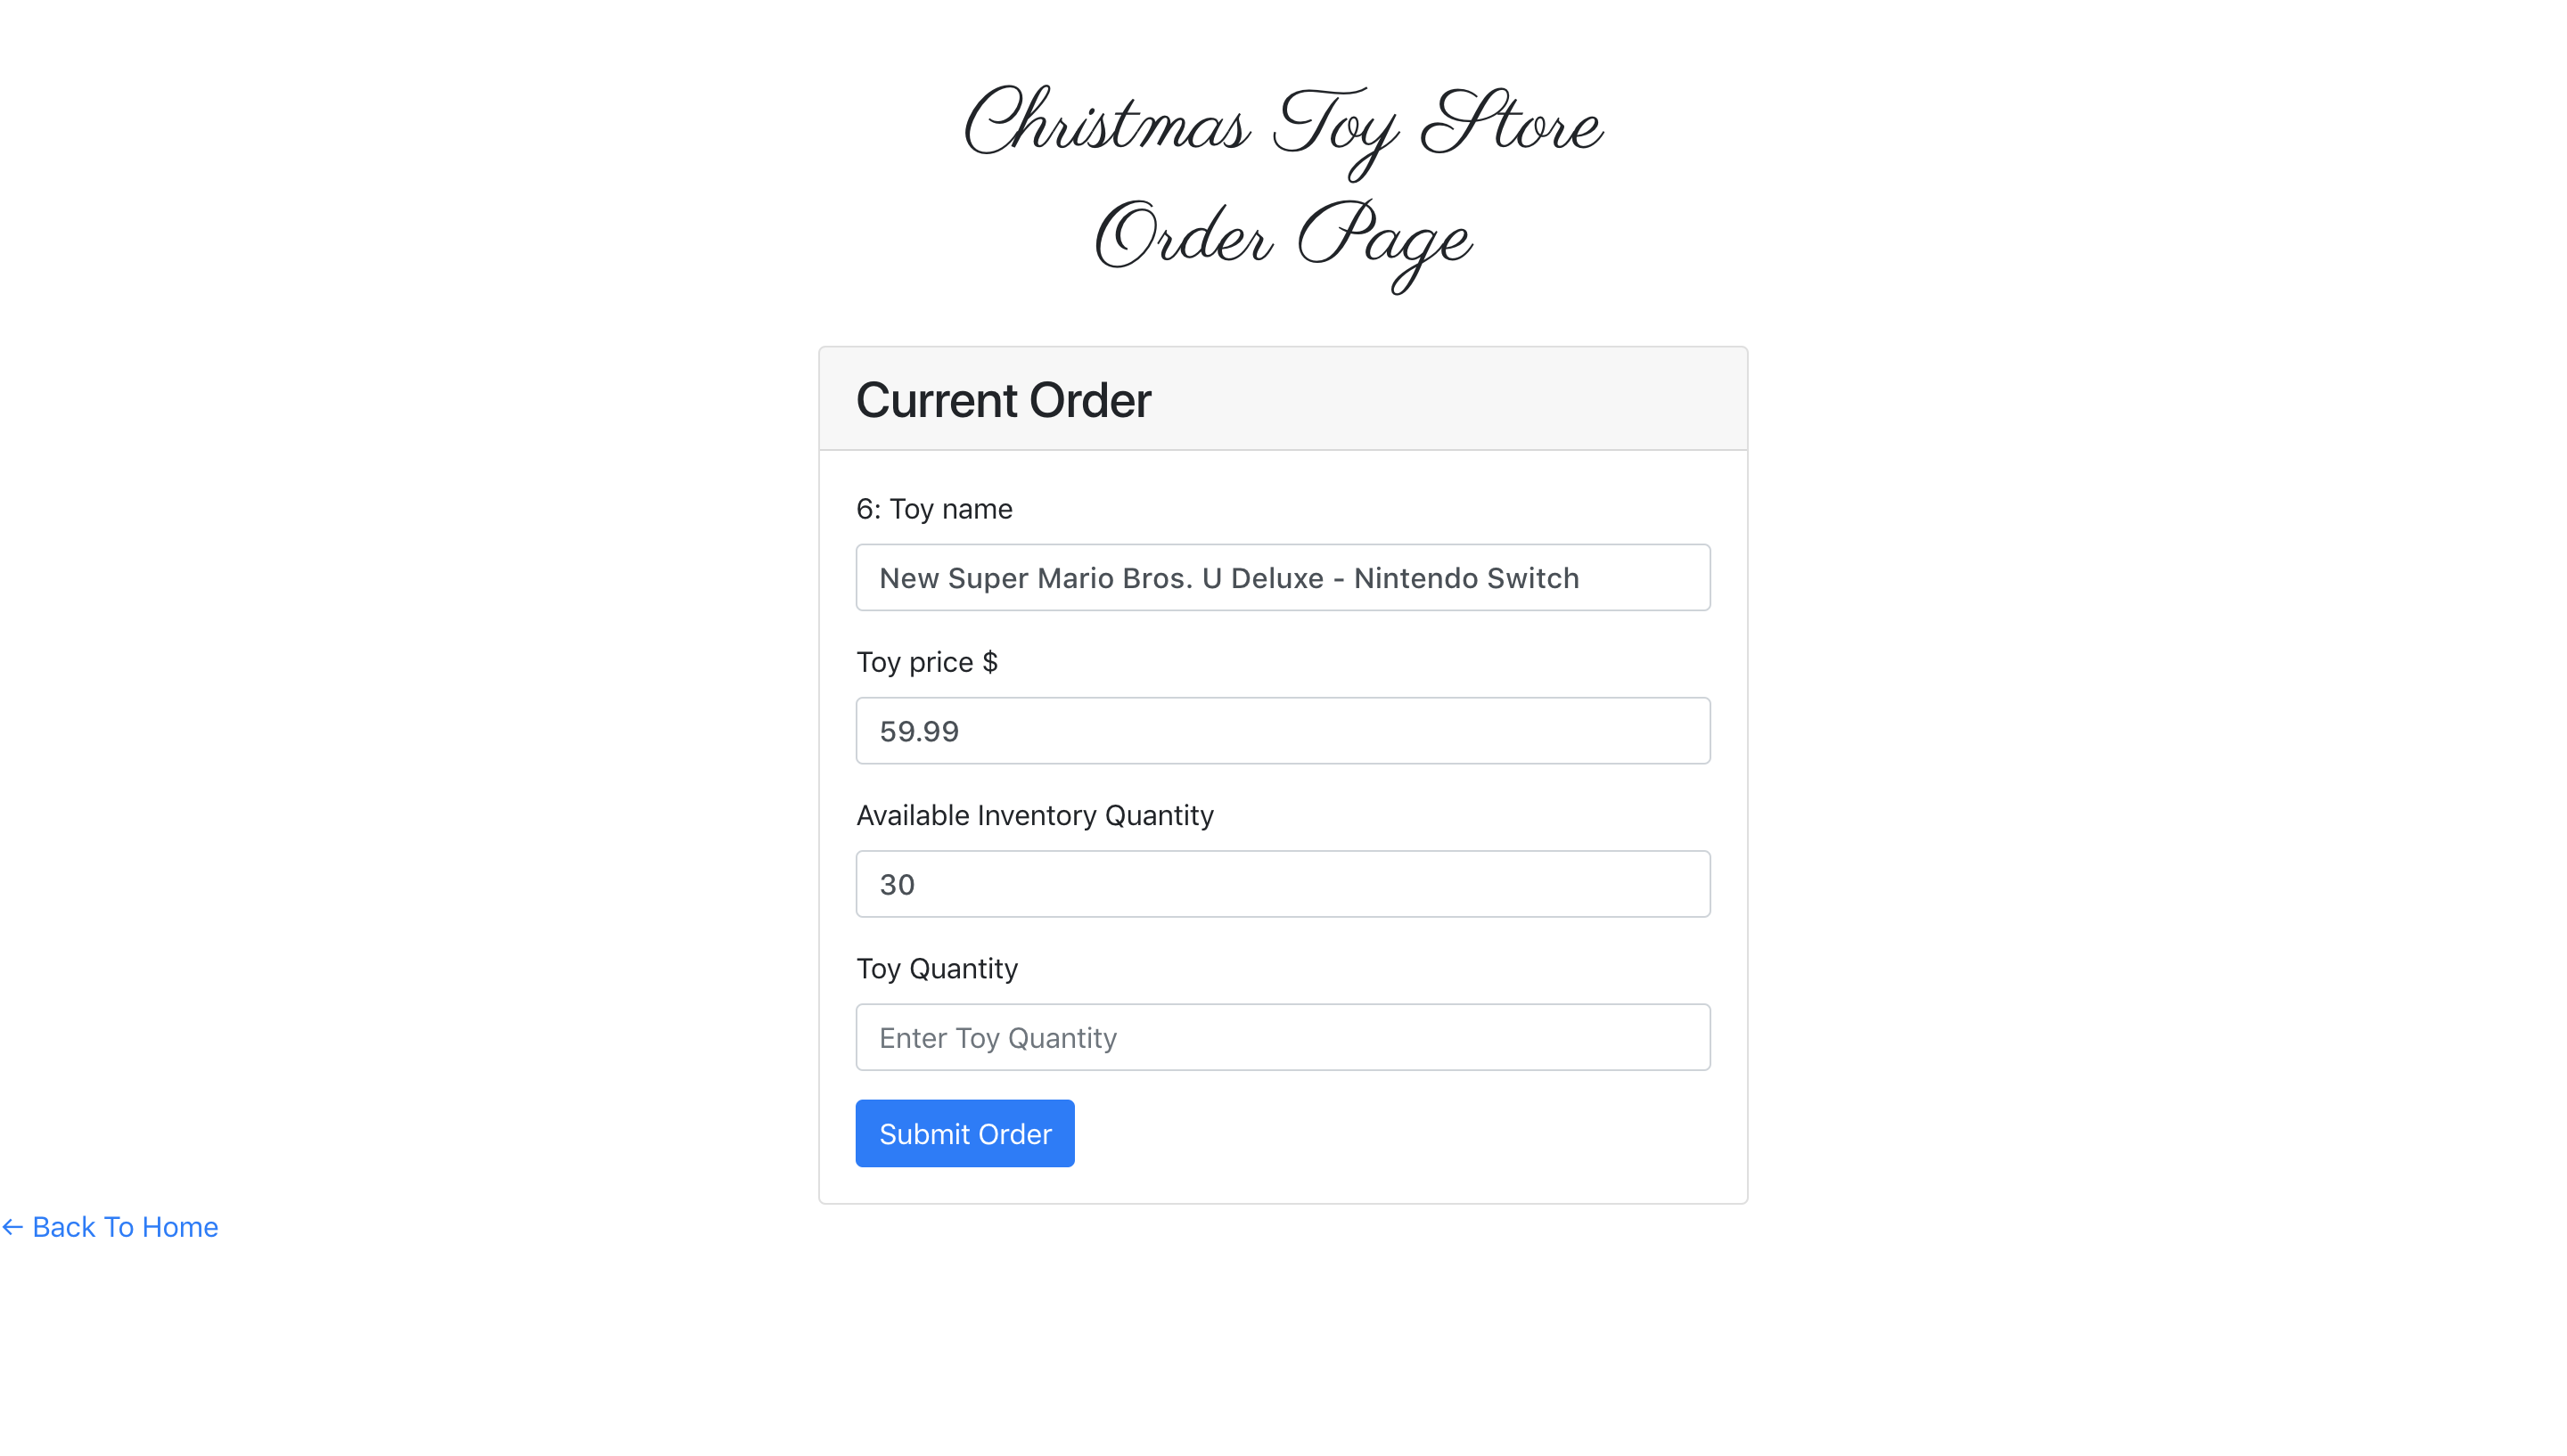 Christmas Toy Store
Order Page
Current Order
6: Toy name
New Super Mario Bros. U Deluxe - Nintendo Switch
Toy price $
59.99
Available Inventory Quantity
30
Toy Quantity
Enter Toy Quantity
Submit Order
← Back To Home